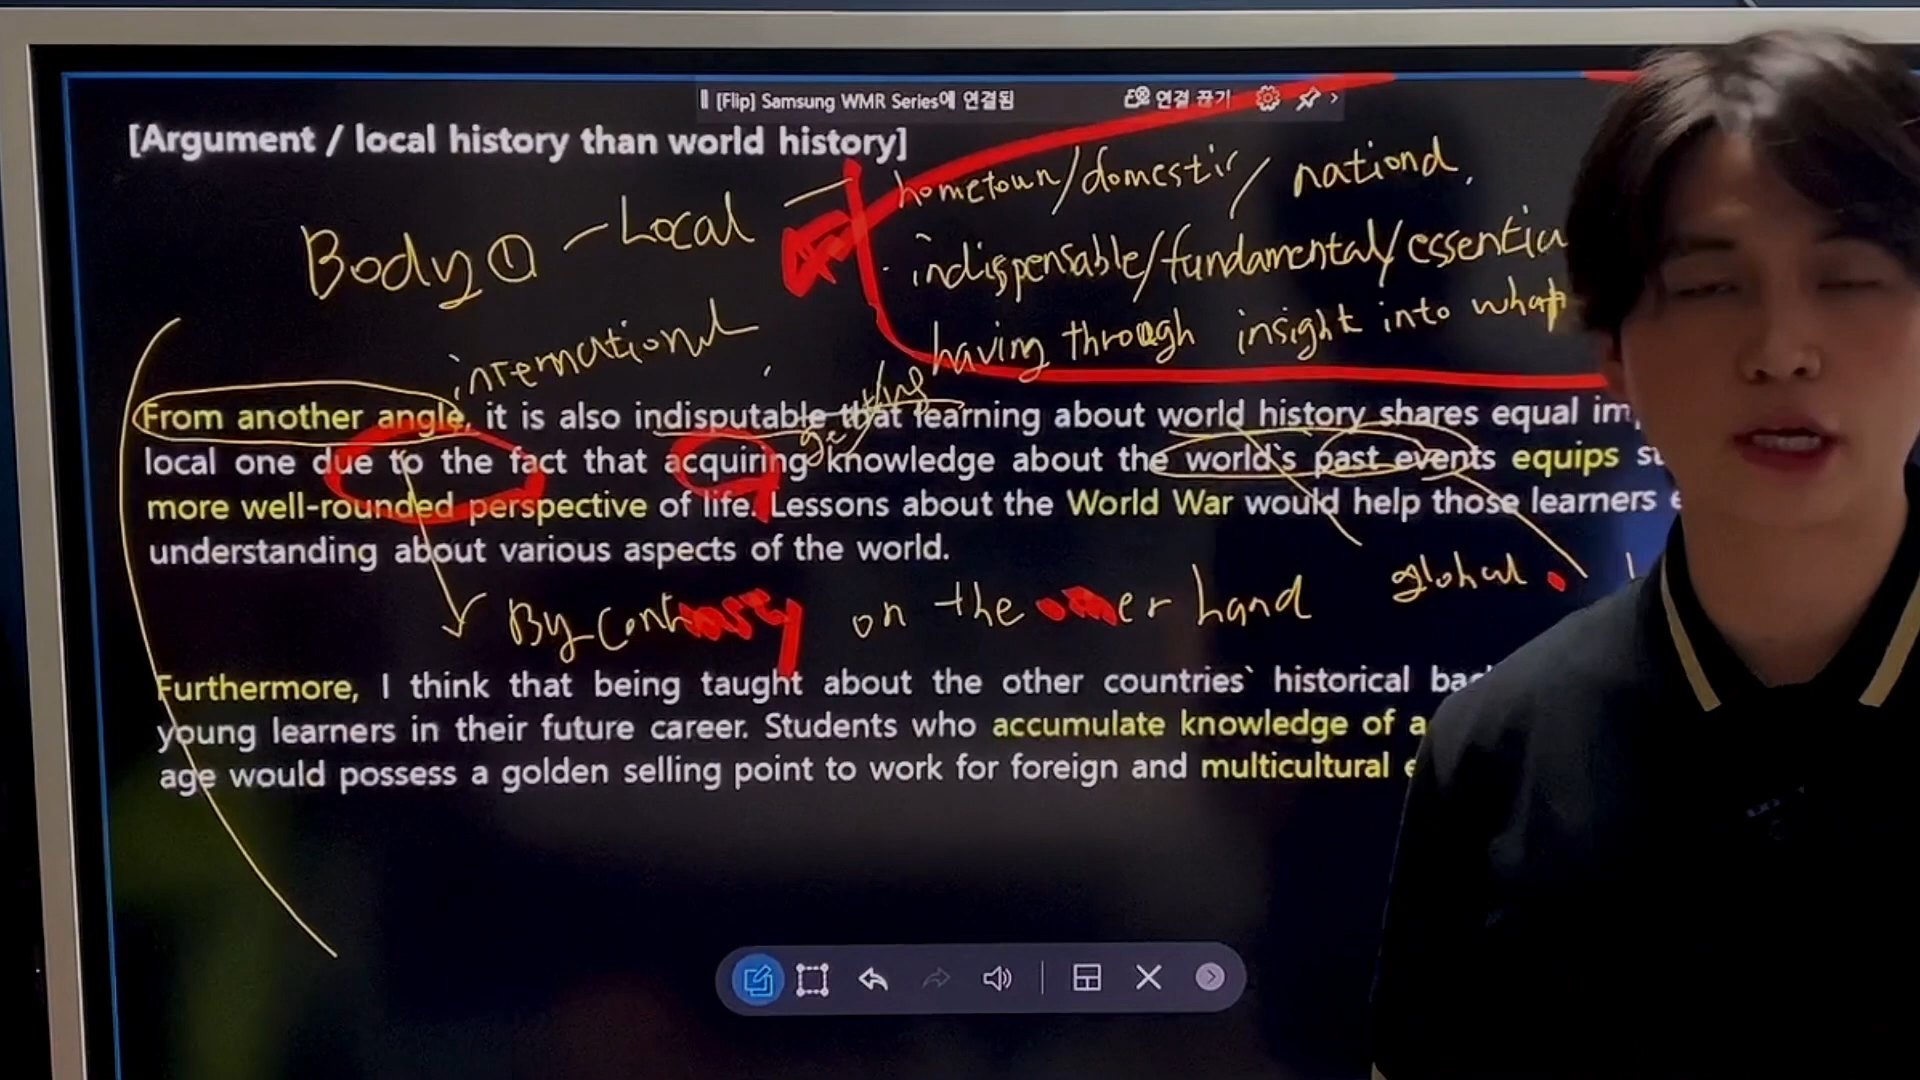 [Flip] Samsung WMR Series에 연결됨 연결 끊기
[Argument / local history than world history]
hometown/domestic/ national.
Body ① - Local
indispensable/fundamental/essentia
having through insight into what
international
getting
From another angle, it is also indisputable that learning about world history shares equal im
local one due to the fact that acquiring knowledge about the world`s past events equips
more well-rounded perspective of life. Lessons about the World War would help those learners
understanding about various aspects of the world.
global
By on the hand
Furthermore, I think that being taught about the other countries` historical
young learners in their future career. Students who accumulate knowledge of a
age would possess a golden selling point to work for foreign and multicultural